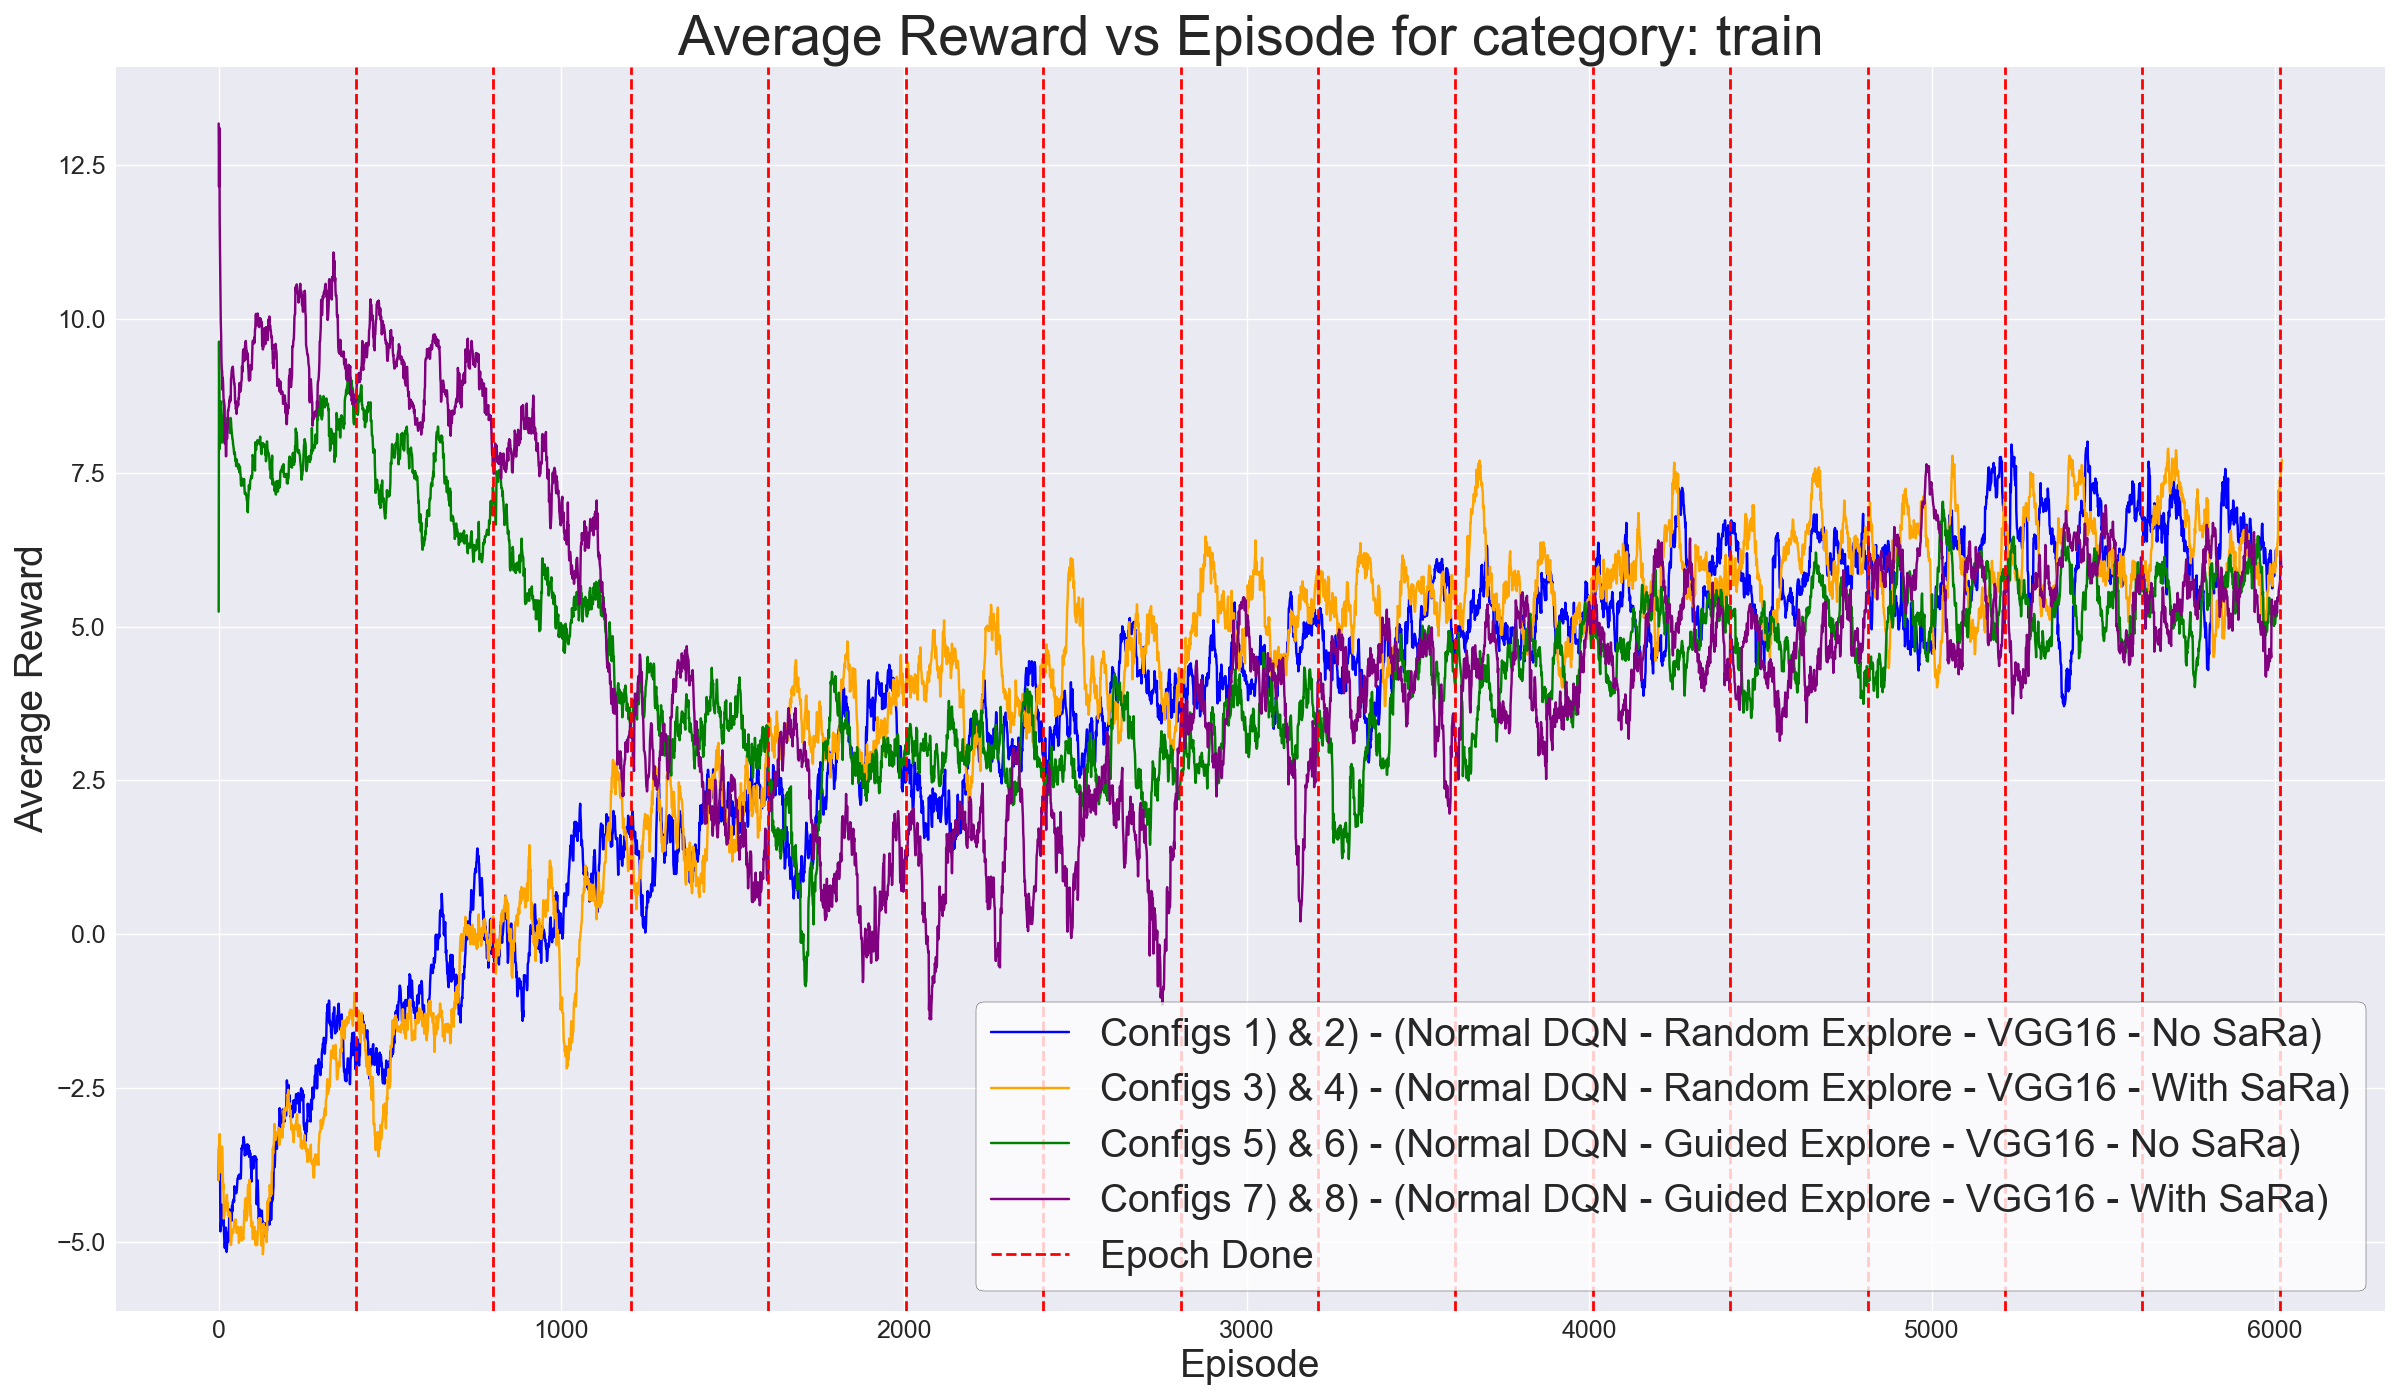 Average Reward vs Episode for category: train
12.5
10.0
7.5
5.0
2.5
0.0
−2.5
−5.0
Average Reward
Configs 1) & 2) - (Normal DQN - Random Explore - VGG16 - No SaRa)
Configs 3) & 4) - (Normal DQN - Random Explore - VGG16 - With SaRa)
Configs 5) & 6) - (Normal DQN - Guided Explore - VGG16 - No SaRa)
Configs 7) & 8) - (Normal DQN - Guided Explore - VGG16 - With SaRa)
Epoch Done
0 1000 2000 3000 4000 5000 6000
Episode